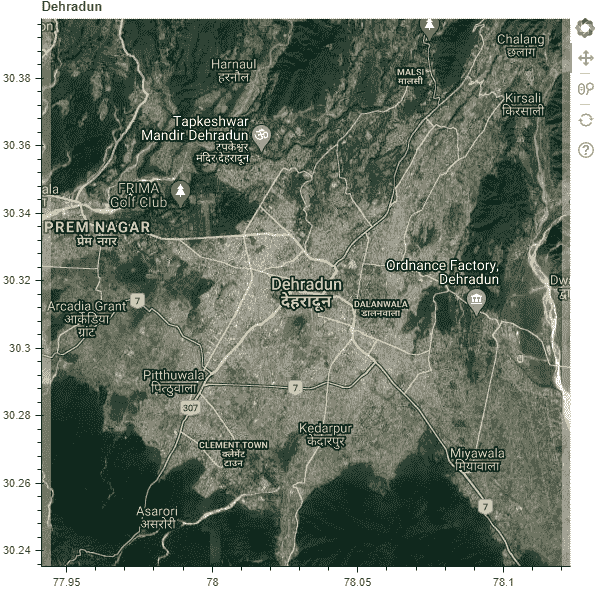 Dehradun
on
Chalang
छलांग
Harnaul
हरनौल
MALSI
मालसी
Kirsali
किरसाली
Tapkeshwar
Mandir Dehradun
टपकेश्वर
मंदिर देहरादून
ala
FRIMA
Golf Club
PREM NAGAR
प्रेम नगर
Ordnance Factory,
Dehradun
Dehradun
देहरादून
DALANWALA
डालनवाला
Arcadia Grant
आर्केडिया
ग्रांट
7
Pitthuwala
पित्थुवाला
7
307
Kedarpur
केदारपुर
CLEMENT TOWN
क्लेमेंट
टाउन
Miyawala
मियावाला
Asarori
असरोरी
7
30.38
30.36
30.34
30.32
30.3
30.28
30.26
30.24
77.95
78
78.05
78.1